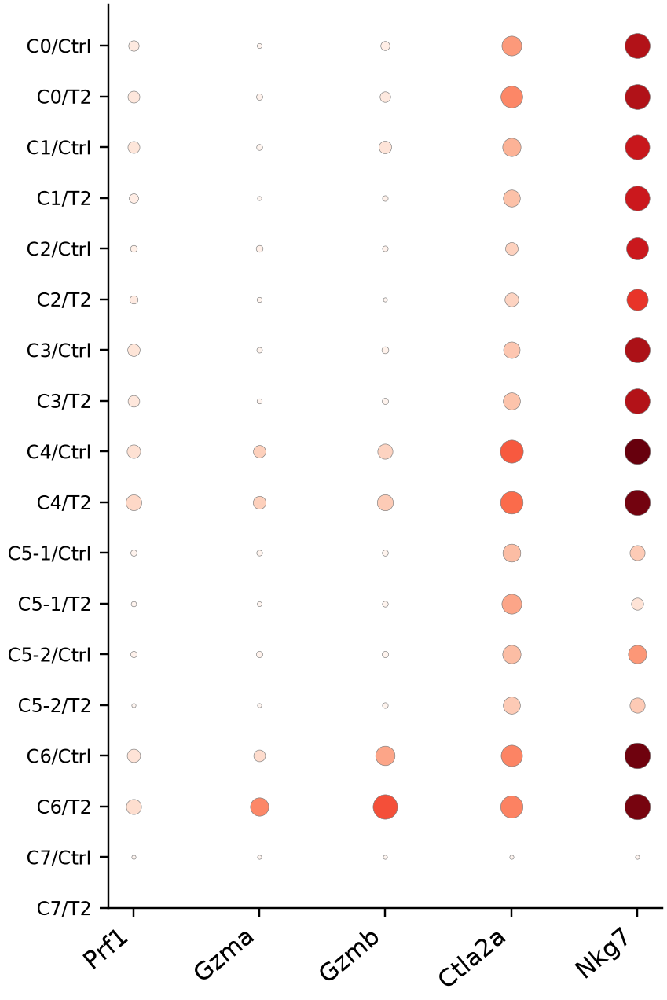 C0/Ctrl
C0/T2
C1/Ctrl
C1/T2
C2/Ctrl
C2/T2
C3/Ctrl
C3/T2
C4/Ctrl
C4/T2
C5-1/Ctrl
C5-1/T2
C5-2/Ctrl
C5-2/T2
C6/Ctrl
C6/T2
C7/Ctrl
C7/T2
Prf1 Gzma Gzmb Ctla2a Nkg7